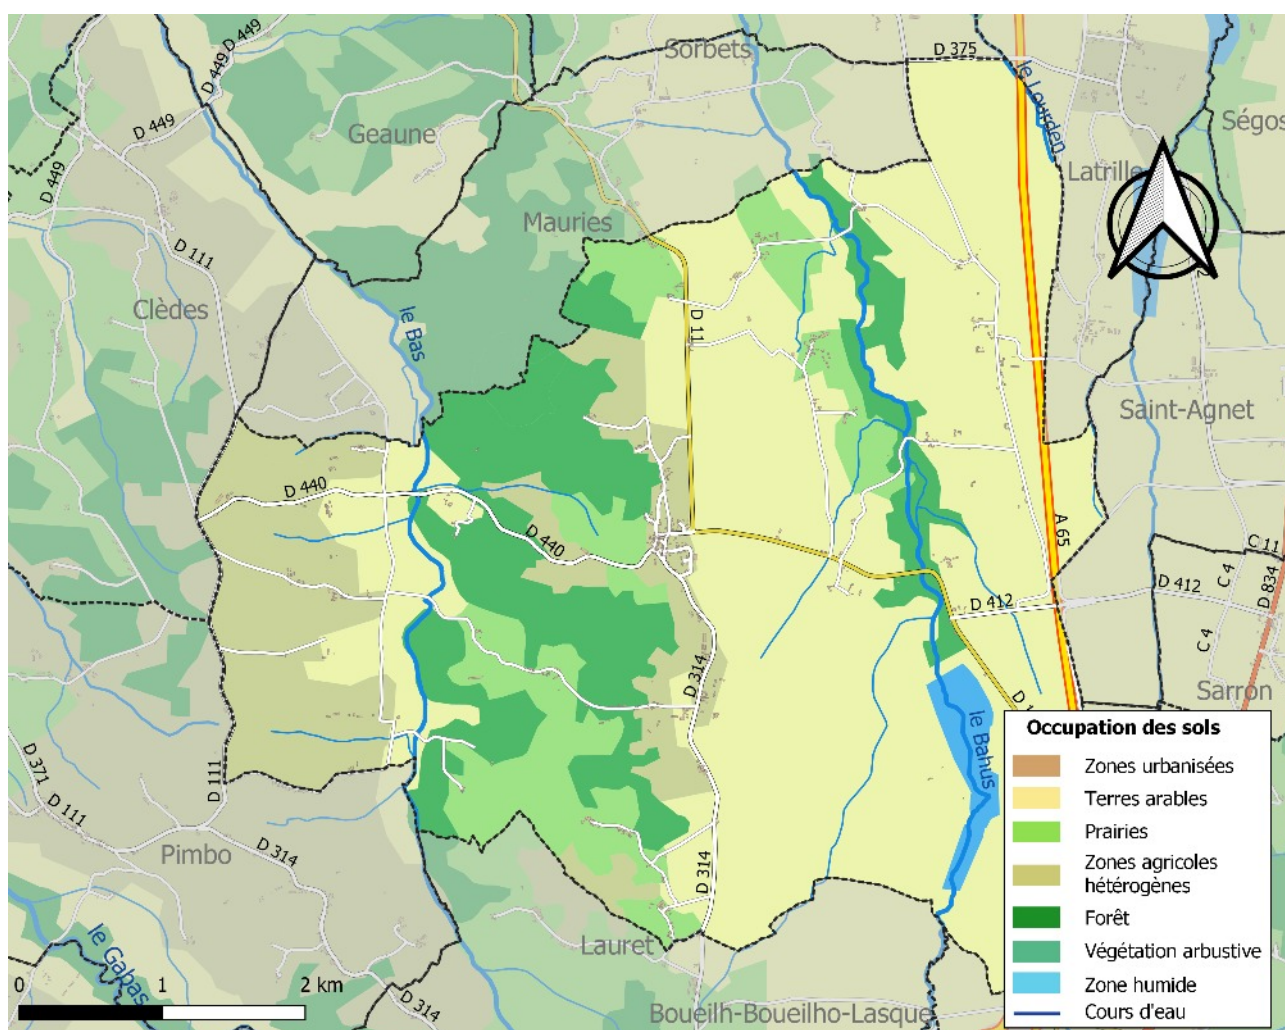 D 449
D 449
Sorbets
D 375
le Lourden
Ségos
D 449
Geaune
Latrille
D 449
Mauries
D 111
Clèdes
le Bas
D 11
Saint-Agnet
D 440
D 440
A 65
C 11
C 4
D 834
D 412
D 412
C 4
D 314
Sarron
D 1
le Bahus
D 371
D 111
D 111
Pimbo
D 314
D 314
Lauret
le Gabas
D 314
Boueilh-Boueilho-Lasque
0 1 2 km
Occupation des sols
Zones urbanisées
Terres arables
Prairies
Zones agricoles
hétérogènes
Forêt
Végétation arbustive
Zone humide
Cours d'eau